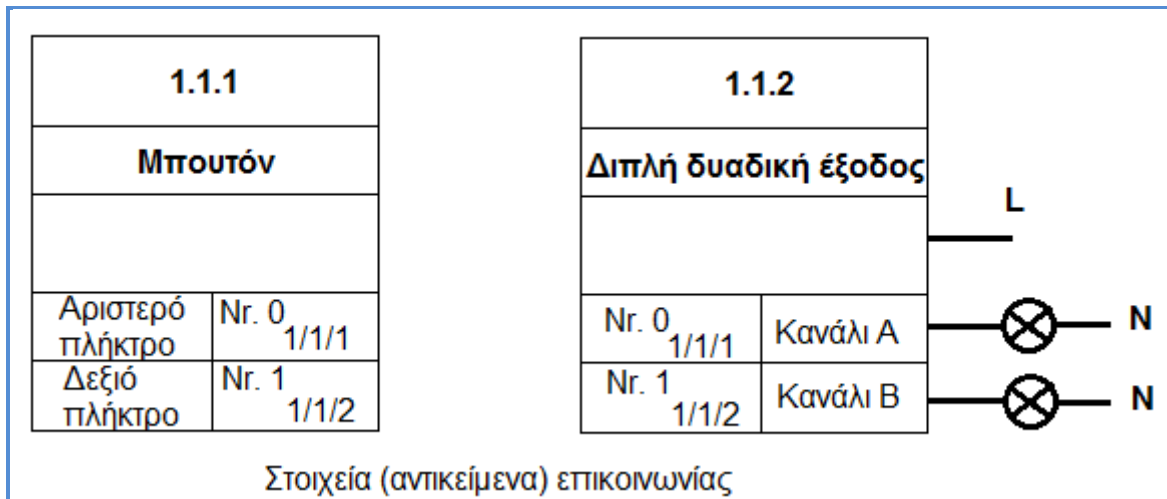 1.1.1
Μπουτόν
Αριστερό
πλήκτρο
Nr. 0
1/1/1
Δεξιό
πλήκτρο
Nr. 1
1/1/2
1.1.2
Διπλή δυαδική έξοδος
L
Nr. 0
1/1/1
Κανάλι Α
N
Nr. 1
1/1/2
Κανάλι Β
N
Στοιχεία (αντικείμενα) επικοινωνίας